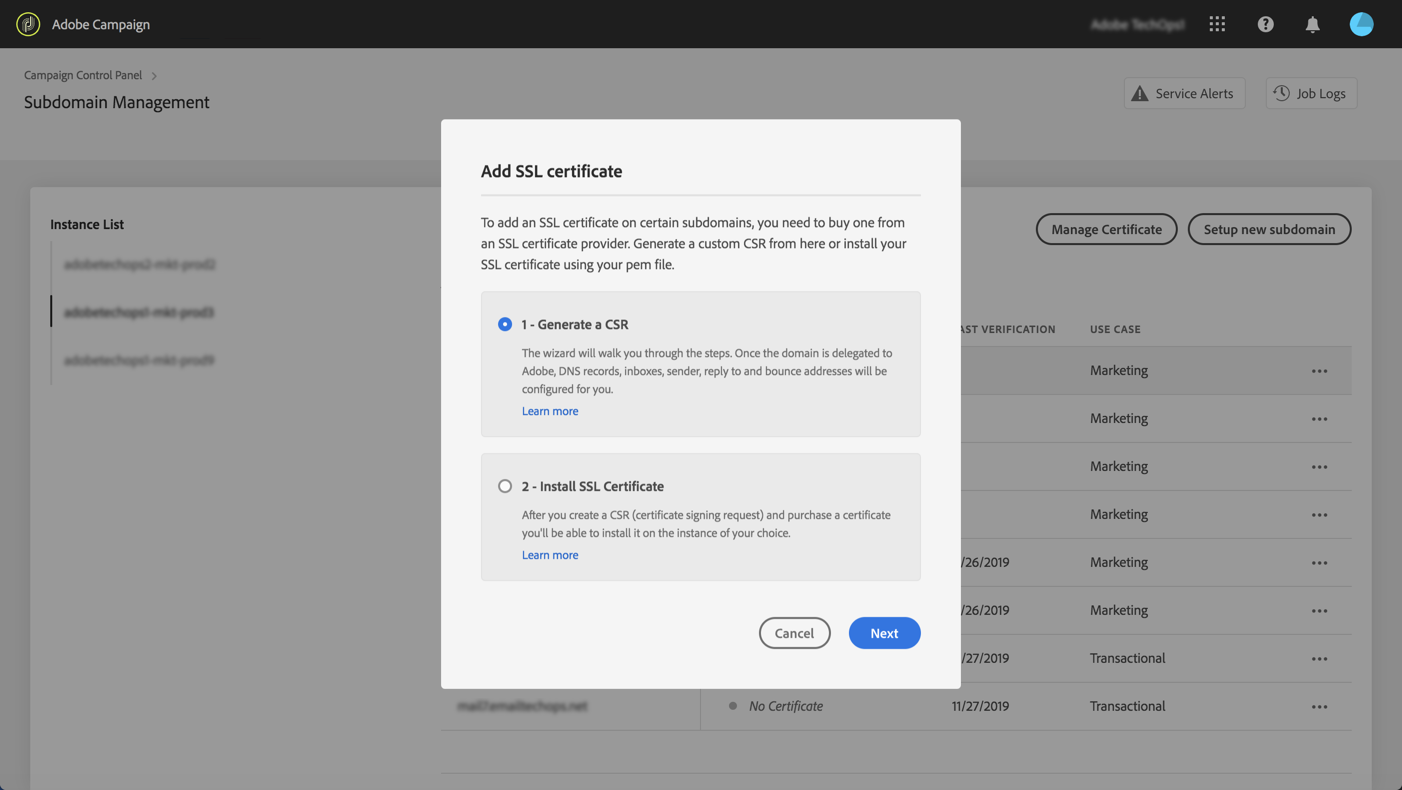 Adobe Campaign
Campaign Control Panel
Subdomain Management
Service Alerts
Job Logs
Instance List
Manage Certificate
Setup new subdomain
Add SSL certificate
To add an SSL certificate on certain subdomains, you need to buy one from
an SSL certificate provider. Generate a custom CSR from here or install your
SSL certificate using your pem file.
1 - Generate a CSR
The wizard will walk you through the steps. Once the domain is delegated to
Adobe, DNS records, inboxes, sender, reply to and bounce addresses will be
configured for you.
Learn more
2 - Install SSL Certificate
After you create a CSR (certificate signing request) and purchase a certificate
you'll be able to install it on the instance of your choice.
Learn more
Cancel
Next
AST VERIFICATION USE CASE
Marketing
Marketing
Marketing
Marketing
/26/2019 Marketing
/26/2019 Marketing
/27/2019 Transactional
No Certificate 11/27/2019 Transactional